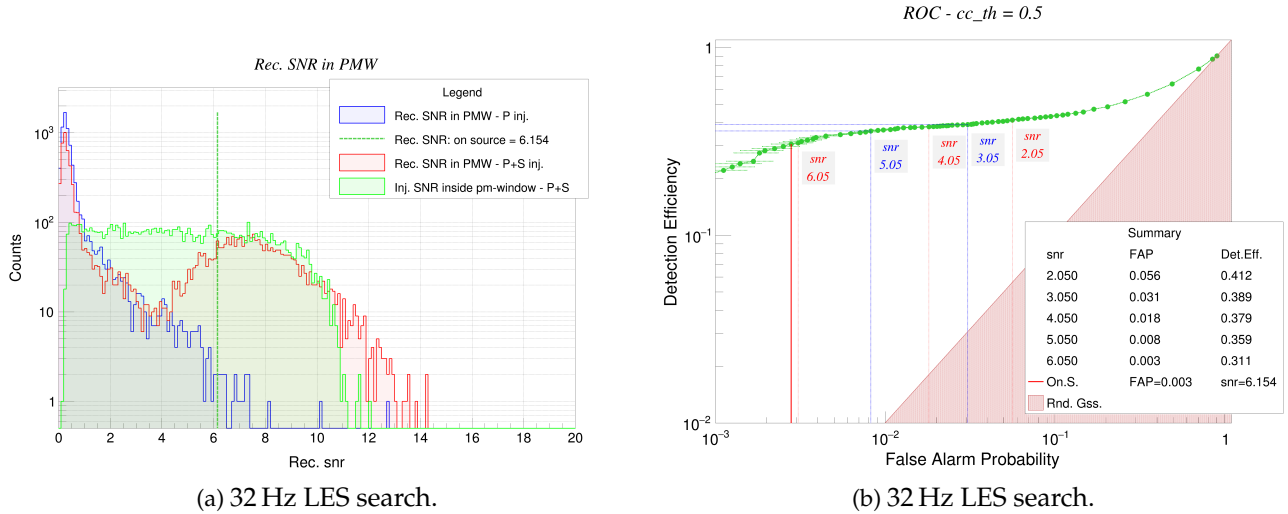 Rec. SNR in PMW
Legend
Rec. SNR in PMW - P inj.
Rec. SNR: on source = 6.154
Rec. SNR in PMW - P+S inj.
Inj. SNR inside pm-window - P+S
Counts
10^3
10^2
10
1
0 2 4 6 8 10 12 14 16 18 20
Rec. snr
(a) 32 Hz LES search.
ROC - cc_th = 0.5
Detection Efficiency
1
10^-1
10^-2
snr 6.05
snr 5.05
snr 4.05
snr 3.05
snr 2.05
Summary
snr FAP Det.Eff.
2.050 0.056 0.412
3.050 0.031 0.389
4.050 0.018 0.379
5.050 0.008 0.359
6.050 0.003 0.311
On.S. FAP=0.003 snr=6.154
Rnd. Gss.
10^-3 10^-2 10^-1 1
False Alarm Probability
(b) 32 Hz LES search.